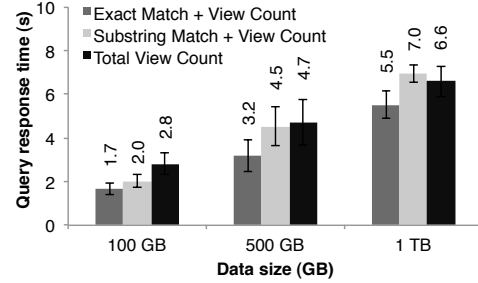 Query response time (s)
10
8
6
4
2
0
Exact Match + View Count
Substring Match + View Count
Total View Count
1.7
2.0
2.8
3.2
4.5
4.7
5.5
7.0
6.6
100 GB
500 GB
1 TB
Data size (GB)